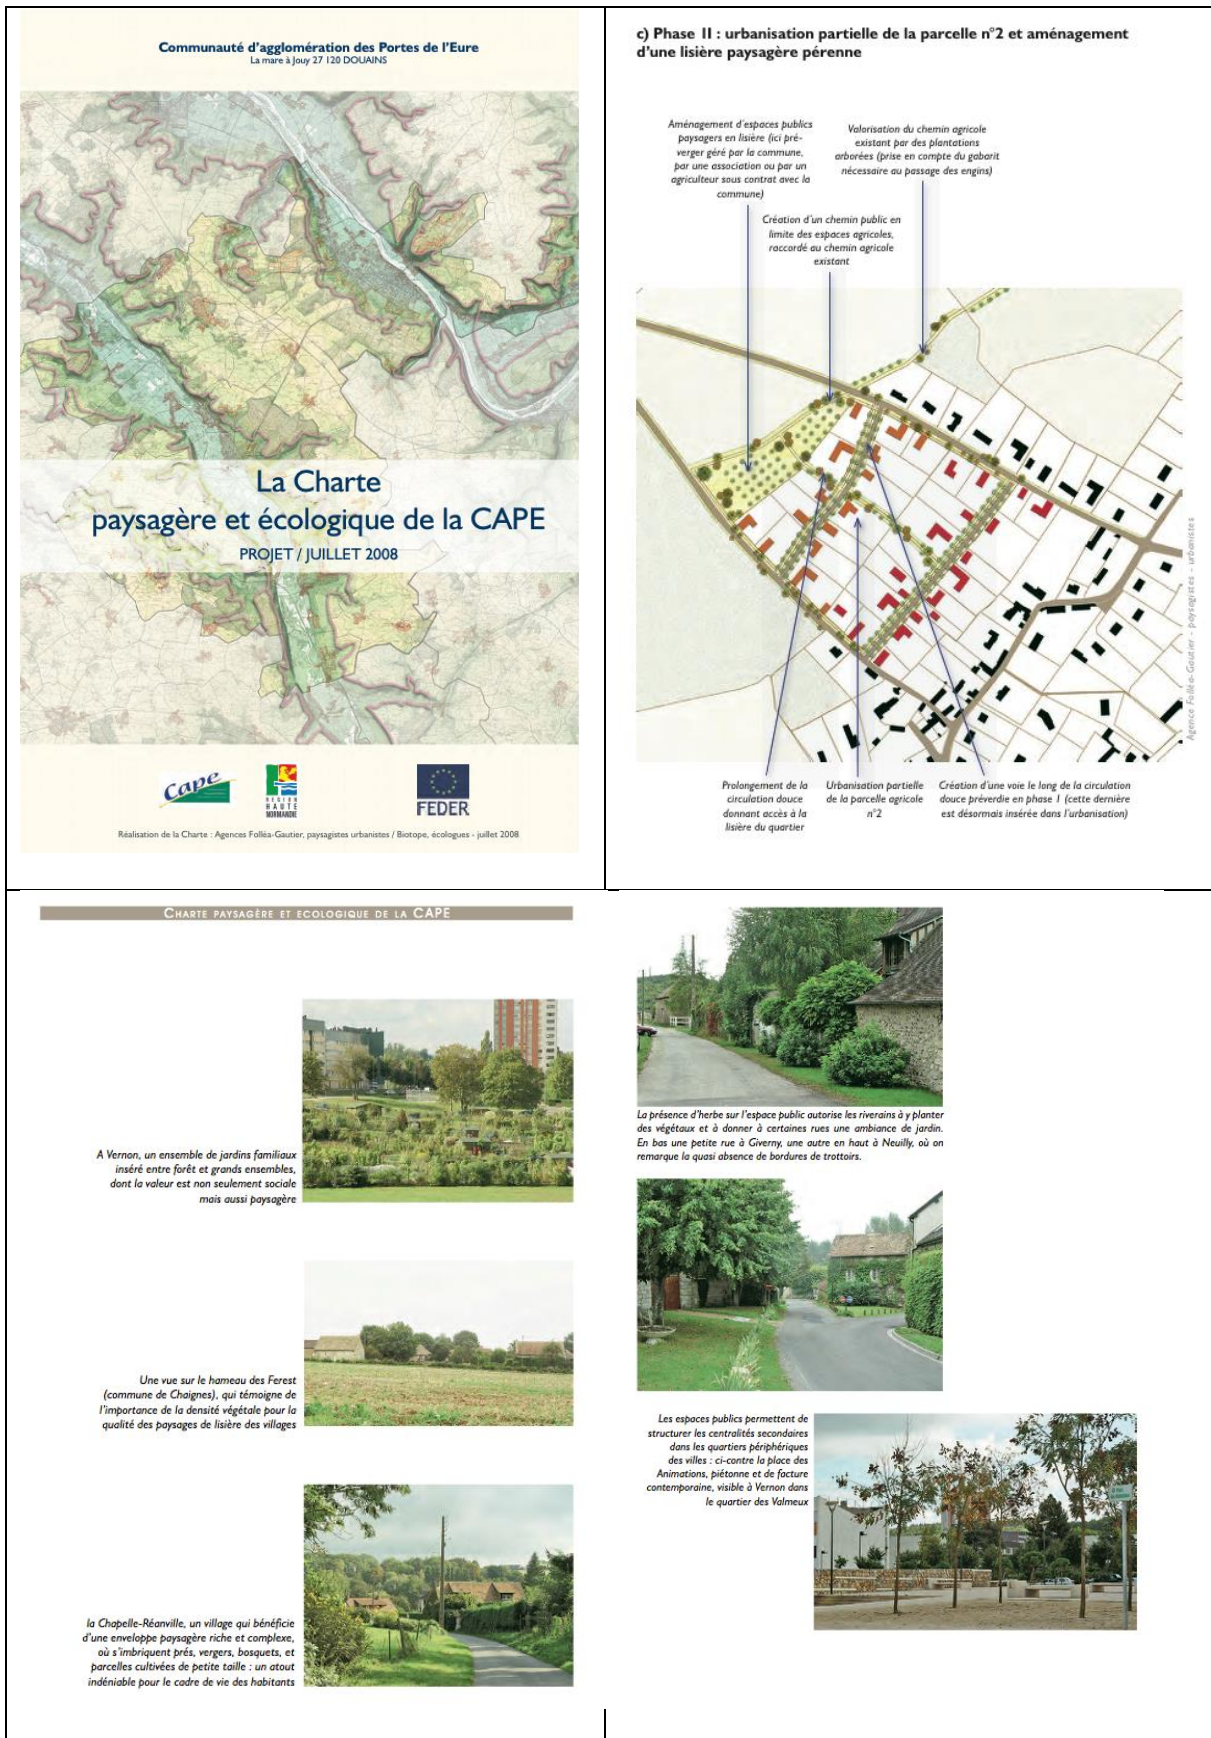 Communauté d'agglomération des Portes de l'Eure
La mare à Jouy 27 120 DOUAINS
La Charte
paysagère et écologique de la CAPE
PROJET / JUILLET 2008
Cape
REGION
HAUTE
NORMANDIE
FEDER
Réalisation de la Charte : Agences Folléa-Gautier, paysagistes urbanistes / Biotope, écologues - juillet 2008
c) Phase II : urbanisation partielle de la parcelle n°2 et aménagement
d'une lisière paysagère pérenne
Aménagement d'espaces publics
paysagers en lisière (ici pré-
verger géré par la commune,
par une association ou par un
agriculteur sous contrat avec la
commune)
Valorisation du chemin agricole
existant par des plantations
arborées (prise en compte du gabarit
nécessaire au passage des engins)
Création d'un chemin public en
limite des espaces agricoles,
raccordé au chemin agricole
existant
Agence Folléa-Gautier - paysagistes - urbanistes
Prolongement de la
circulation douce
donnant accès à la
lisière du quartier
Urbanisation partielle
de la parcelle agricole
n°2
Création d'une voie le long de la circulation
douce préverdie en phase 1 (cette dernière
est désormais insérée dans l'urbanisation)
CHARTE PAYSAGÈRE ET ECOLOGIQUE DE LA CAPE
A Vernon, un ensemble de jardins familiaux
inséré entre forêt et grands ensembles,
dont la valeur est non seulement sociale
mais aussi paysagère
Une vue sur le hameau des Ferest
(commune de Chaignes), qui témoigne de
l'importance de la densité végétale pour la
qualité des paysages de lisière des villages
la Chapelle-Réanville, un village qui bénéficie
d'une enveloppe paysagère riche et complexe,
où s'imbriquent prés, vergers, bosquets, et
parcelles cultivées de petite taille : un atout
indéniable pour le cadre de vie des habitants
La présence d'herbe sur l'espace public autorise les riverains à y planter
des végétaux et à donner à certaines rues une ambiance de jardin.
En bas une petite rue à Giverny, une autre en haut à Neuilly, où on
remarque la quasi absence de bordures de trottoirs.
Les espaces publics permettent de
structurer les centralités secondaires
dans les quartiers périphériques
des villes : ci-contre la place des
Animations, piétonne et de facture
contemporaine, visible à Vernon dans
le quartier des Valmeux